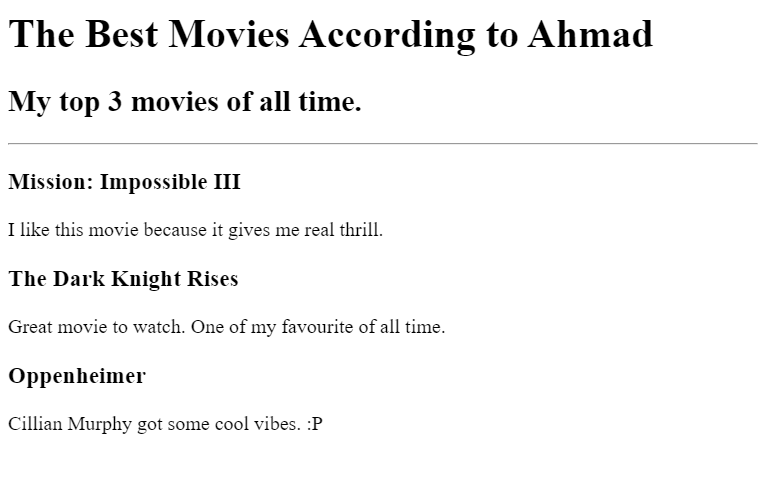 The Best Movies According to Ahmad
My top 3 movies of all time.
Mission: Impossible III
I like this movie because it gives me real thrill.
The Dark Knight Rises
Great movie to watch. One of my favourite of all time.
Oppenheimer
Cillian Murphy got some cool vibes. :P